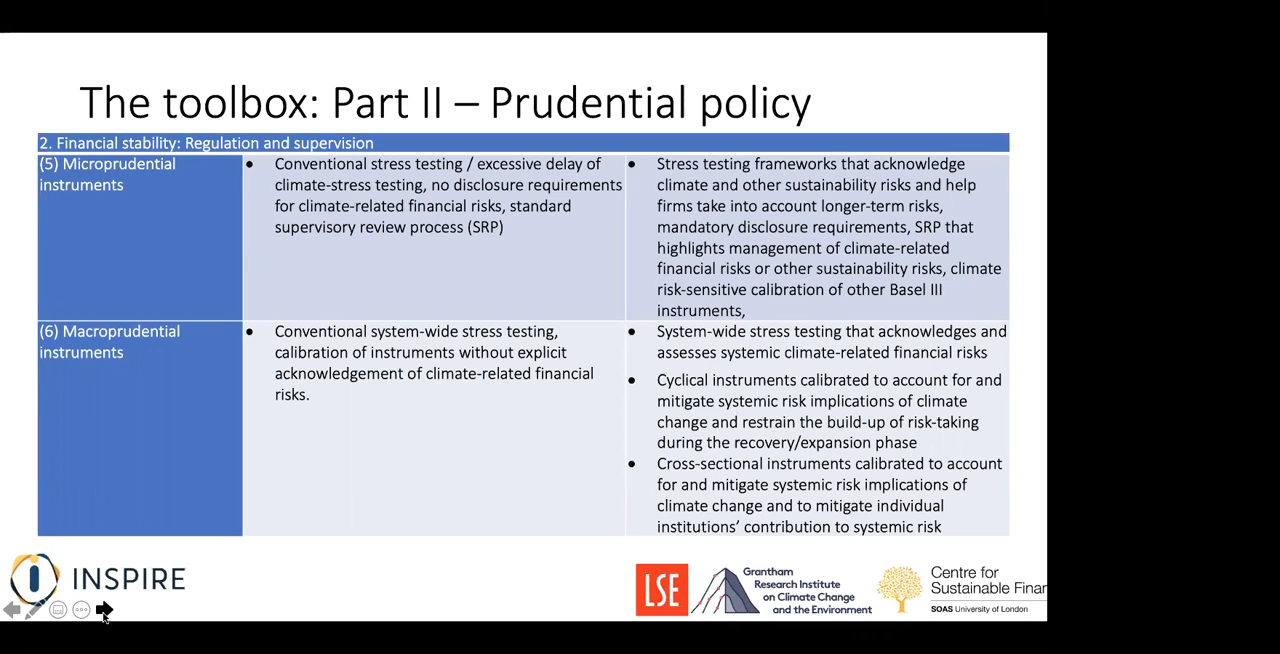 The toolbox: Part II – Prudential policy
2. Financial stability: Regulation and supervision
(5) Microprudential
instruments
● Conventional stress testing / excessive delay of
climate-stress testing, no disclosure requirements
for climate-related financial risks, standard
supervisory review process (SRP)
● Stress testing frameworks that acknowledge
climate and other sustainability risks and help
firms take into account longer-term risks,
mandatory disclosure requirements, SRP that
highlights management of climate-related
financial risks or other sustainability risks, climate
risk-sensitive calibration of other Basel III
instruments,
(6) Macroprudential
instruments
● Conventional system-wide stress testing,
calibration of instruments without explicit
acknowledgement of climate-related financial
risks.
● System-wide stress testing that acknowledges and
assesses systemic climate-related financial risks
● Cyclical instruments calibrated to account for and
mitigate systemic risk implications of climate
change and restrain the build-up of risk-taking
during the recovery/expansion phase
● Cross-sectional instruments calibrated to account
for and mitigate systemic risk implications of
climate change and to mitigate individual
institutions’ contribution to systemic risk
INSPIRE
LSE
Grantham
Research Institute
on Climate Change
and the Environment
Centre for
Sustainable Finan
SOAS University of London